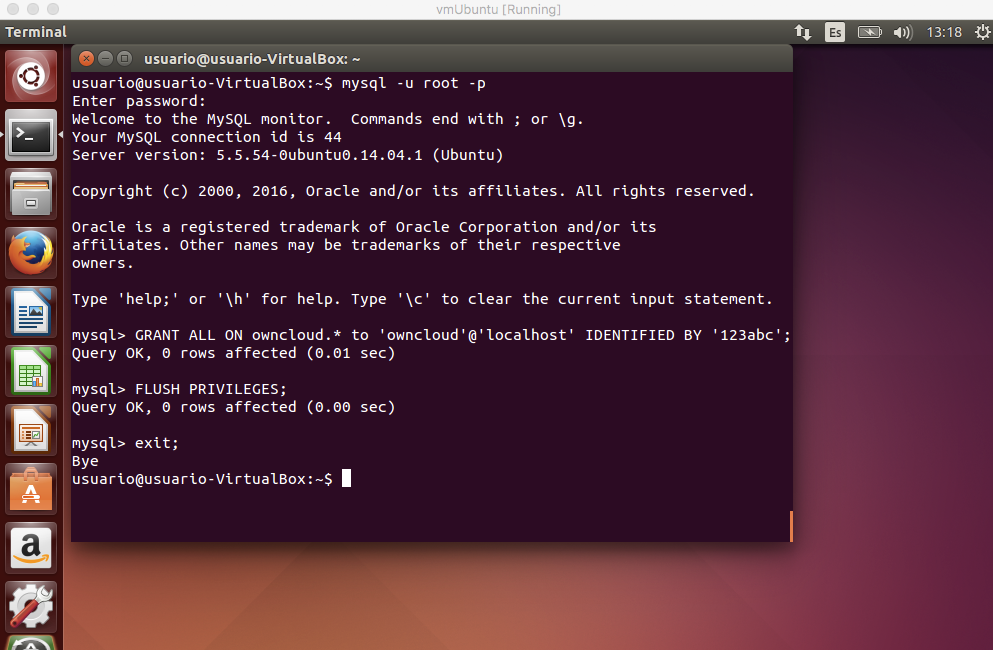 vmUbuntu [Running]
Terminal
Es
13:18
usuario@usuario-VirtualBox: ~
usuario@usuario-VirtualBox:~$ mysql -u root -p
Enter password:
Welcome to the MySQL monitor.  Commands end with ; or \g.
Your MySQL connection id is 44
Server version: 5.5.54-0ubuntu0.14.04.1 (Ubuntu)
Copyright (c) 2000, 2016, Oracle and/or its affiliates. All rights reserved.
Oracle is a registered trademark of Oracle Corporation and/or its
affiliates. Other names may be trademarks of their respective
owners.
Type 'help;' or '\h' for help. Type '\c' to clear the current input statement.
mysql> GRANT ALL ON owncloud.* to 'owncloud'@'localhost' IDENTIFIED BY '123abc';
Query OK, 0 rows affected (0.01 sec)
mysql> FLUSH PRIVILEGES;
Query OK, 0 rows affected (0.00 sec)
mysql> exit;
Bye
usuario@usuario-VirtualBox:~$